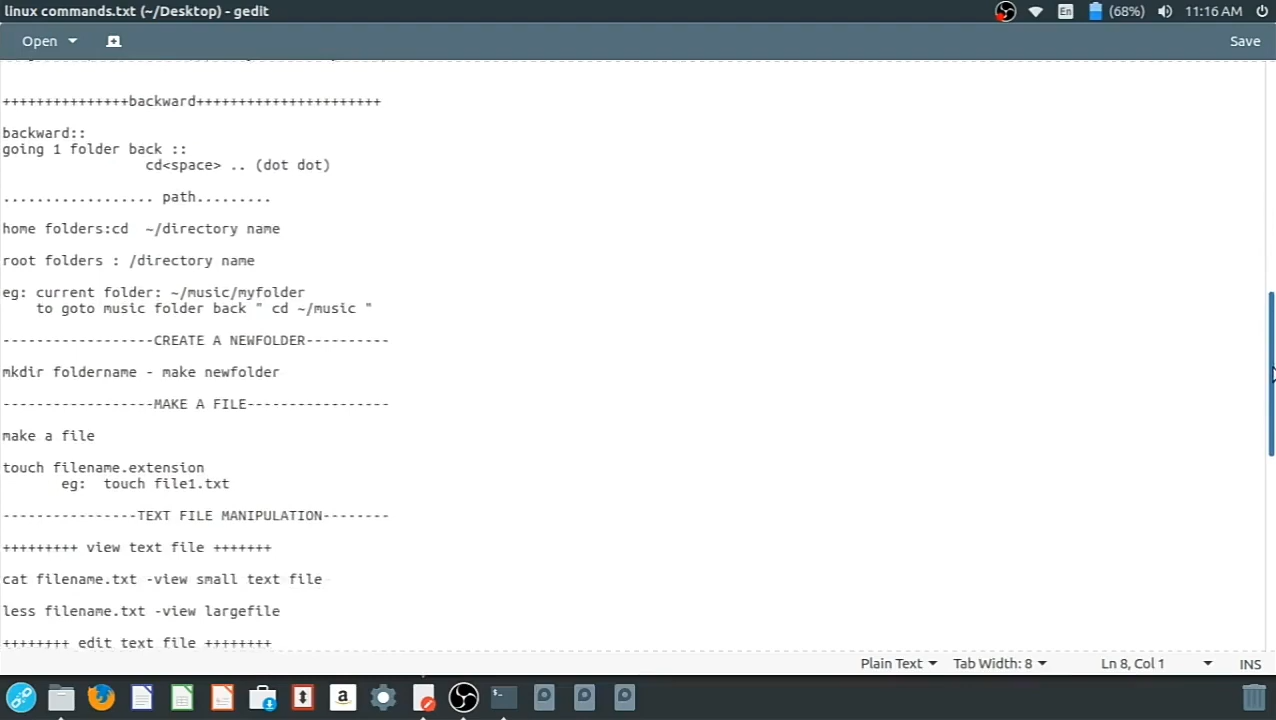 linux commands.txt (~/Desktop) - gedit
En
(68%)
11:16 AM
Open
Save
+++++++++++++++backward++++++++++++++++++++++
backward::
going 1 folder back ::
cd<space> .. (dot dot)
.................. path.........
home folders:cd  ~/directory name
root folders : /directory name
eg: current folder: ~/music/myfolder
to goto music folder back " cd ~/music "
------------------CREATE A NEWFOLDER----------
mkdir foldername - make newfolder
------------------MAKE A FILE-----------------
make a file
touch filename.extension
eg:  touch file1.txt
----------------TEXT FILE MANIPULATION--------
+++++++++ view text file +++++++
cat filename.txt -view small text file
less filename.txt -view largefile
++++++++ edit text file ++++++++
Plain Text
Tab Width: 8
Ln 8, Col 1
INS
a
$_